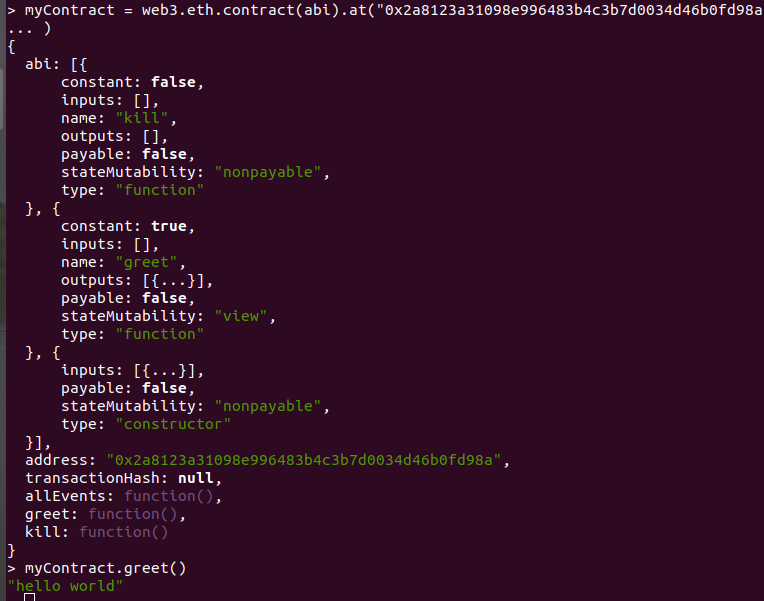 > myContract = web3.eth.contract(abi).at("0x2a8123a31098e996483b4c3b7d0034d46b0fd98a
... )
{
  abi: [{
      constant: false,
      inputs: [],
      name: "kill",
      outputs: [],
      payable: false,
      stateMutability: "nonpayable",
      type: "function"
  }, {
      constant: true,
      inputs: [],
      name: "greet",
      outputs: [{...}],
      payable: false,
      stateMutability: "view",
      type: "function"
  }, {
      inputs: [{...}],
      payable: false,
      stateMutability: "nonpayable",
      type: "constructor"
  }],
  address: "0x2a8123a31098e996483b4c3b7d0034d46b0fd98a",
  transactionHash: null,
  allEvents: function(),
  greet: function(),
  kill: function()
}
> myContract.greet()
"hello world"